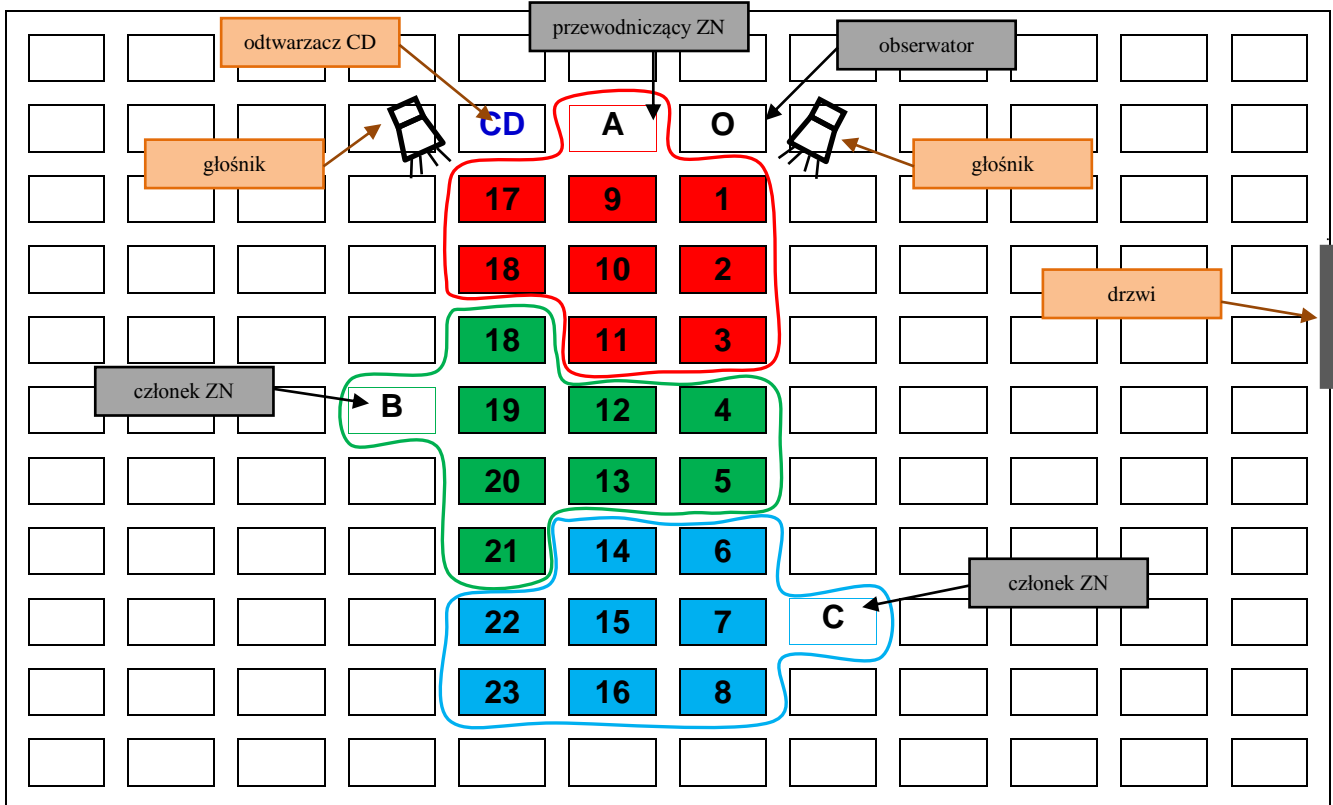 przewodniczący ZN
odtwarzacz CD
obserwator
CD A O
głośnik
głośnik
17 9 1
18 10 2
drzwi
18 11 3
członek ZN
B 19 12 4
20 13 5
21 14 6
członek ZN
22 15 7 C
23 16 8